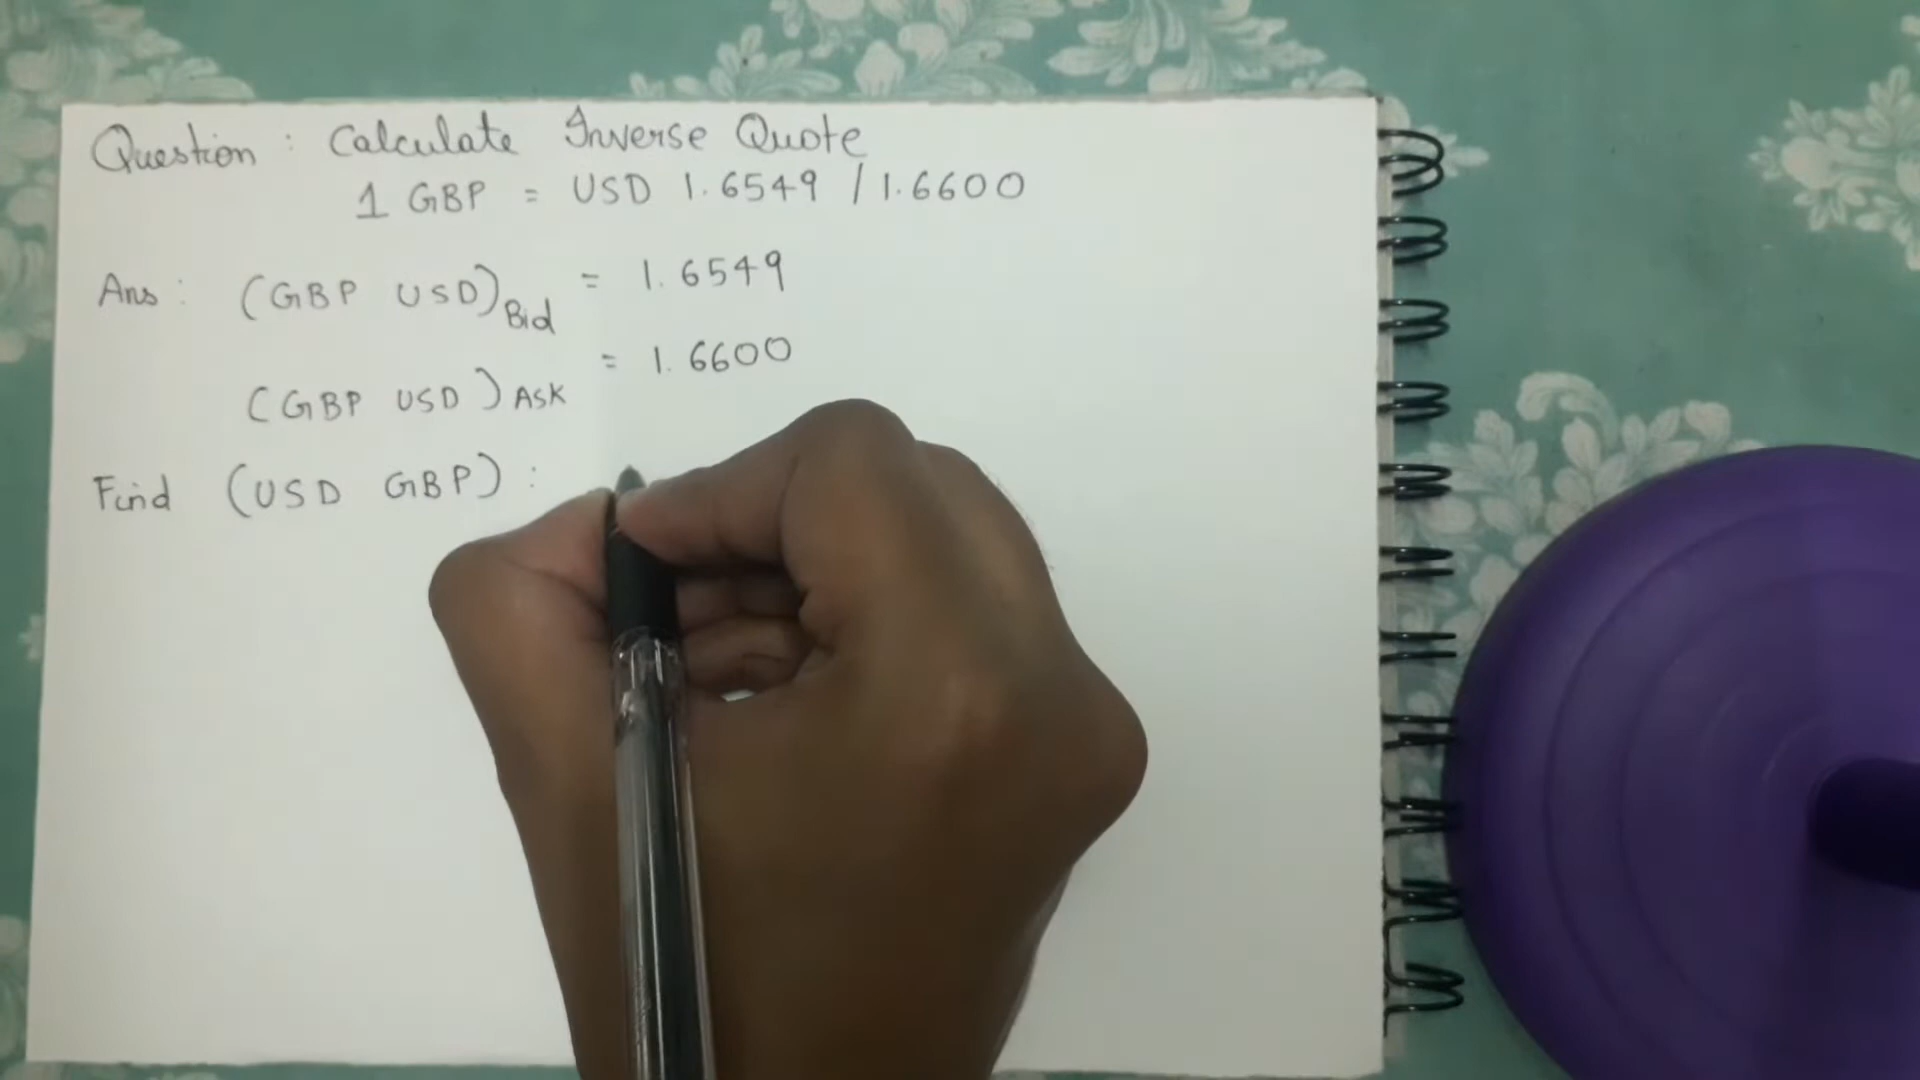 Question : Calculate Inverse Quote
1 GBP = USD 1.6549 / 1.6600
Ans : (GBP USD)Bid = 1.6549
(GBP USD)ASK = 1.6600
Find (USD GBP) :